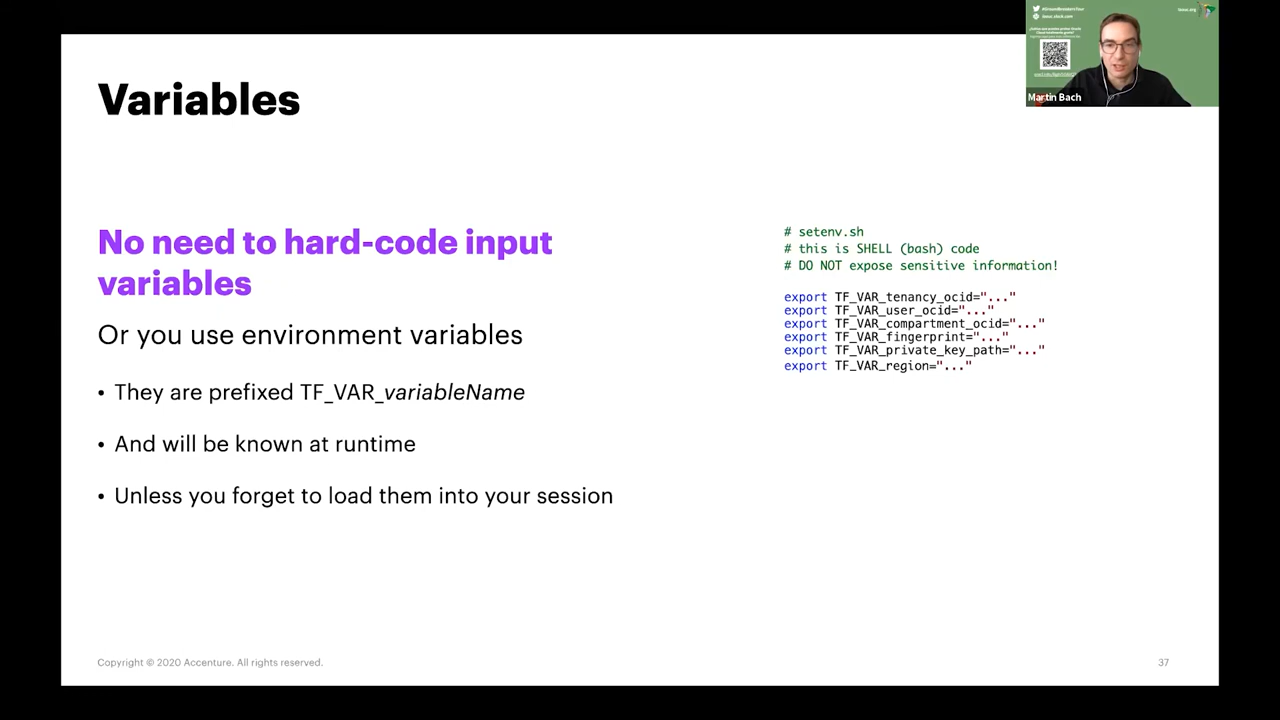 Variables
No need to hard-code input
variables
Or you use environment variables
• They are prefixed TF_VAR_variableName
• And will be known at runtime
• Unless you forget to load them into your session
# setenv.sh
# this is SHELL (bash) code
# DO NOT expose sensitive information!
export TF_VAR_tenancy_ocid="..."
export TF_VAR_user_ocid="..."
export TF_VAR_compartment_ocid="..."
export TF_VAR_fingerprint="..."
export TF_VAR_private_key_path="..."
export TF_VAR_region="..."
Martin Bach
Copyright © 2020 Accenture. All rights reserved.
37